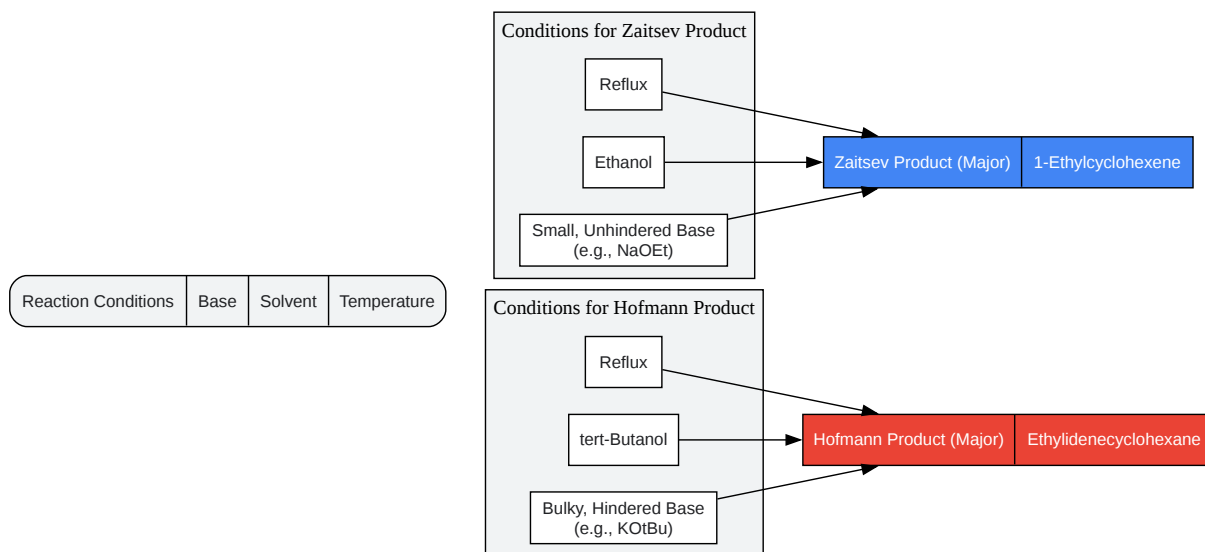 Conditions for Zaitsev Product
Reflux
Ethanol
Small, Unhindered Base
(e.g., NaOEt)
Zaitsev Product (Major)
1-Ethylcyclohexene
Reaction Conditions
Base
Solvent
Temperature
Conditions for Hofmann Product
Reflux
tert-Butanol
Bulky, Hindered Base
(e.g., KOtBu)
Hofmann Product (Major)
Ethylidenecyclohexane